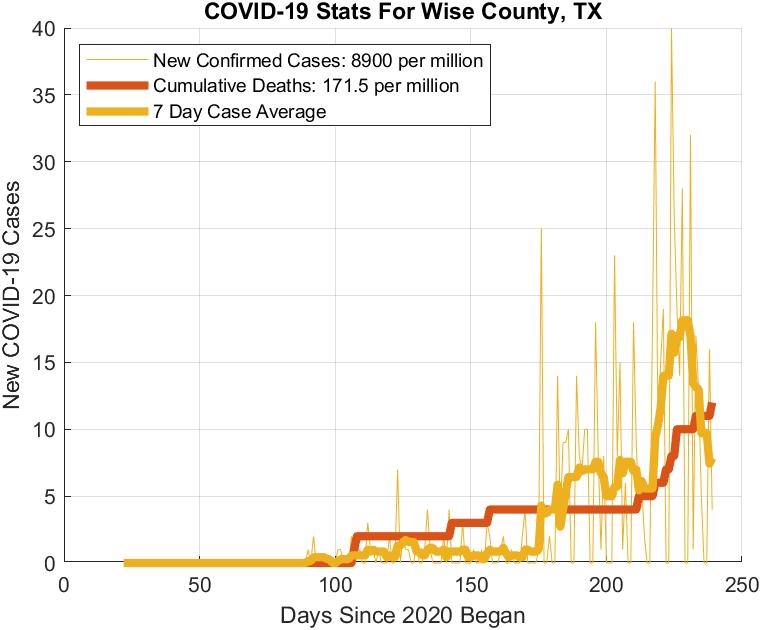 COVID-19 Stats For Wise County, TX
New Confirmed Cases: 8900 per million
Cumulative Deaths: 171.5 per million
7 Day Case Average
New COVID-19 Cases
40
35
30
25
20
15
10
5
0
0 50 100 150 200 250
Days Since 2020 Began